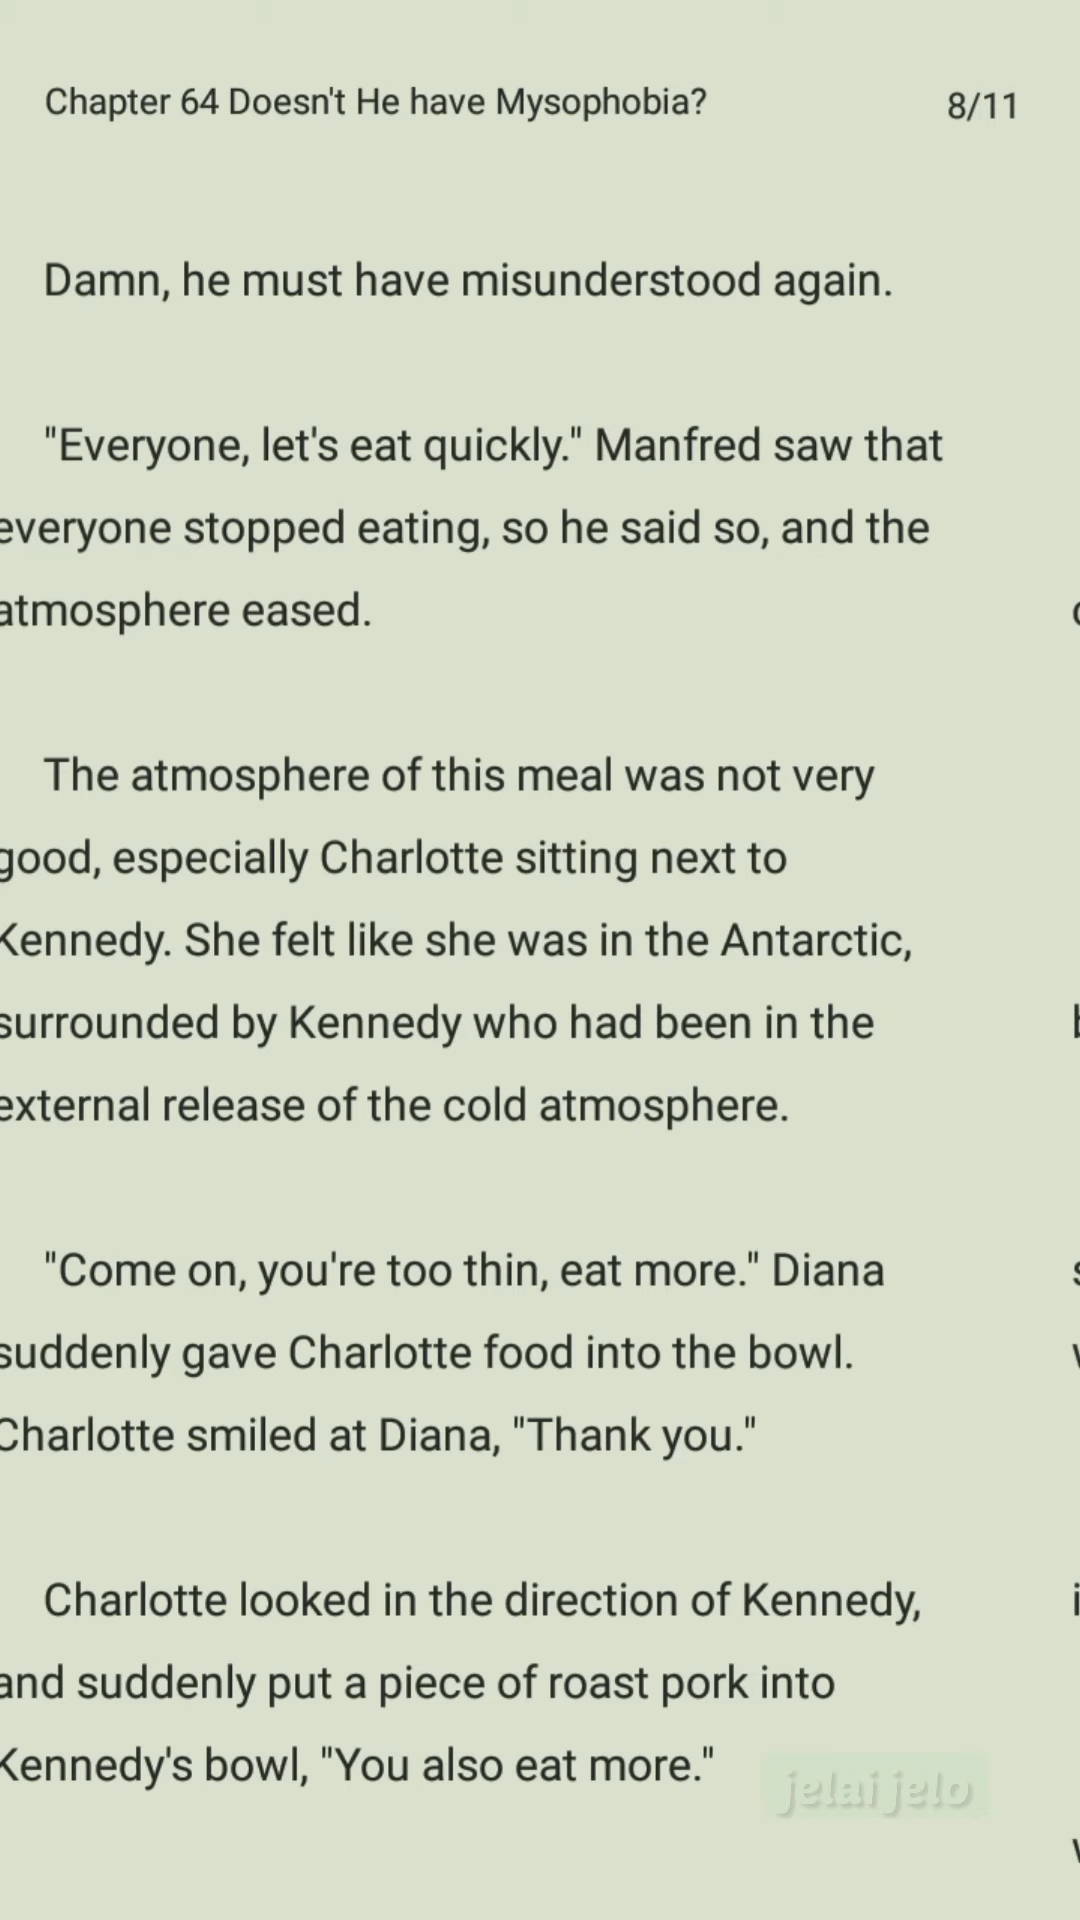 Chapter 64 Doesn't He have Mysophobia?
8/11
Damn, he must have misunderstood again.
"Everyone, let's eat quickly." Manfred saw that
everyone stopped eating, so he said so, and the
atmosphere eased.
The atmosphere of this meal was not very
good, especially Charlotte sitting next to
Kennedy. She felt like she was in the Antarctic,
surrounded by Kennedy who had been in the
external release of the cold atmosphere.
"Come on, you're too thin, eat more." Diana
suddenly gave Charlotte food into the bowl.
Charlotte smiled at Diana, "Thank you."
Charlotte looked in the direction of Kennedy,
and suddenly put a piece of roast pork into
Kennedy's bowl, "You also eat more."
jelai jelo